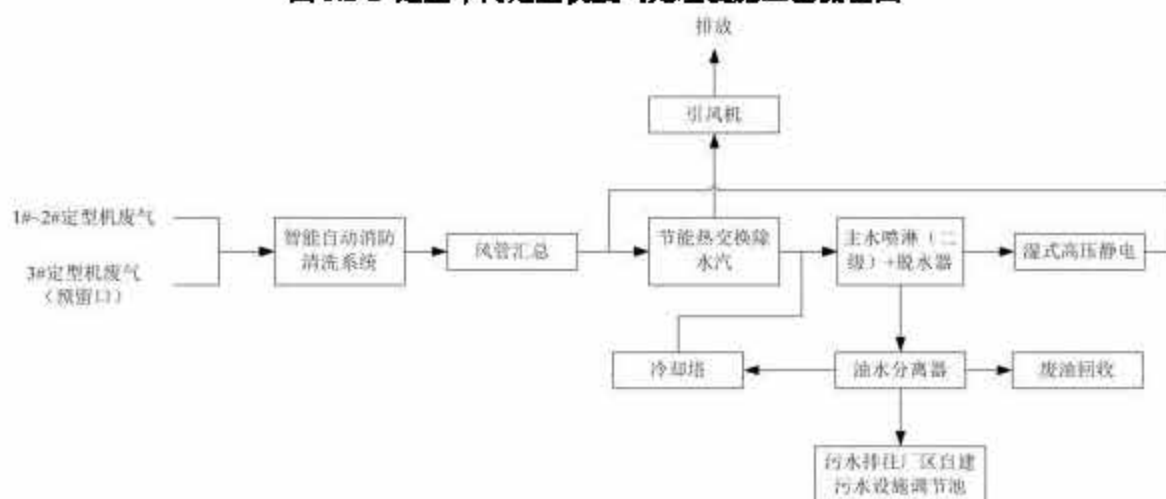 排放
引风机
1#~2#定型机废气
智能自动消防
清洗系统
风管汇总
节能热交换除
水汽
主水喷淋（二
级）+脱水器
湿式高压静电
3#定型机废气
（预留口）
冷却塔
油水分离器
废油回收
污水排往厂区自建
污水设施调节池